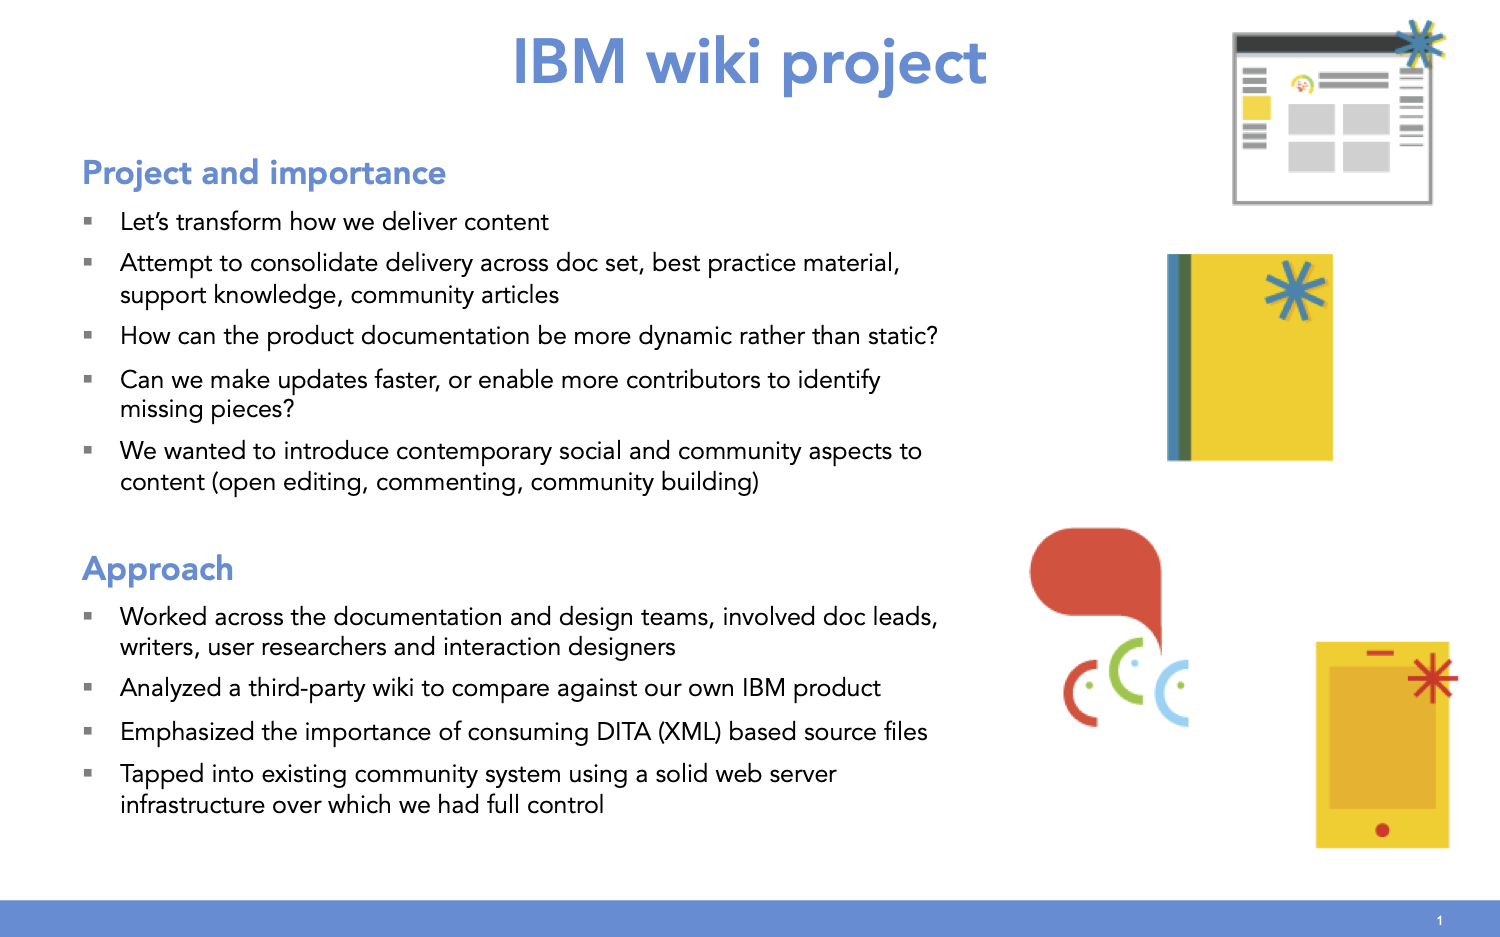 IBM wiki project
Project and importance
▪ Let’s transform how we deliver content
▪ Attempt to consolidate delivery across doc set, best practice material,
support knowledge, community articles
▪ How can the product documentation be more dynamic rather than static?
▪ Can we make updates faster, or enable more contributors to identify
missing pieces?
▪ We wanted to introduce contemporary social and community aspects to
content (open editing, commenting, community building)
Approach
▪ Worked across the documentation and design teams, involved doc leads,
writers, user researchers and interaction designers
▪ Analyzed a third-party wiki to compare against our own IBM product
▪ Emphasized the importance of consuming DITA (XML) based source files
▪ Tapped into existing community system using a solid web server
infrastructure over which we had full control
1